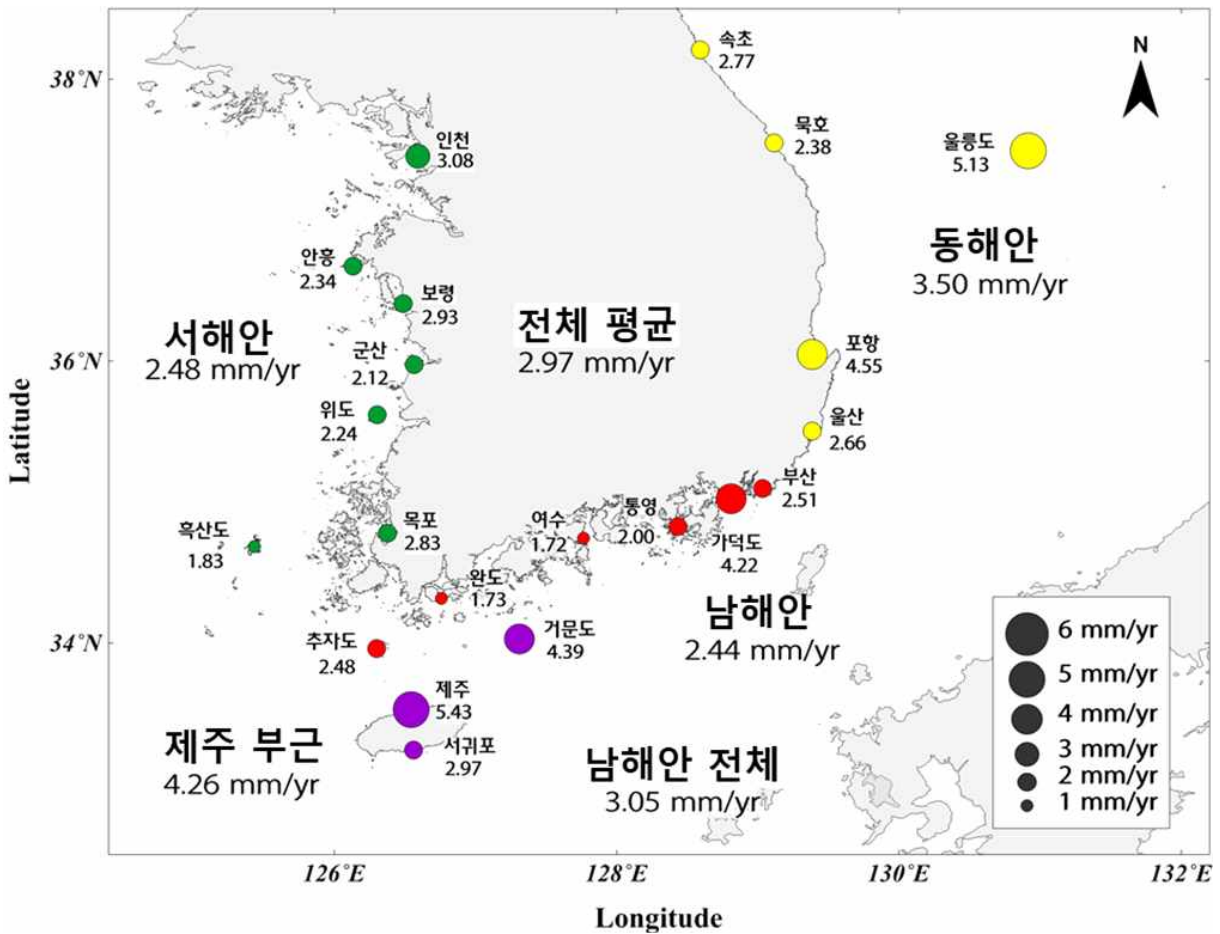 속초
2.77
N
38°N
묵호
2.38
울릉도
5.13
인천
3.08
동해안
3.50 mm/yr
안흥
2.34
보령
2.93
서해안
2.48 mm/yr
전체 평균
2.97 mm/yr
포항
4.55
36°N
군산
2.12
위도
2.24
울산
2.66
Latitude
부산
2.51
통영
2.00
여수
1.72
가덕도
4.22
흑산도
1.83
목포
2.83
완도
1.73
남해안
2.44 mm/yr
34°N
추자도
2.48
거문도
4.39
제주
5.43
서귀포
2.97
제주 부근
4.26 mm/yr
남해안 전체
3.05 mm/yr
6 mm/yr
5 mm/yr
4 mm/yr
3 mm/yr
2 mm/yr
1 mm/yr
126°E
128°E
130°E
132°E
Longitude